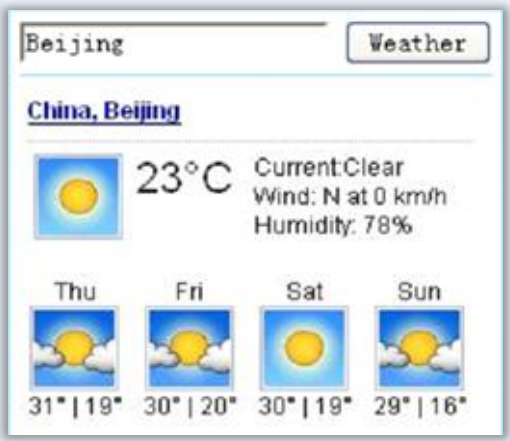 Beijing Weather
China, Beijing
23°C
Current:Clear
Wind: N at 0 km/h
Humidity: 78%
Thu Fri Sat Sun
31° | 19° 30° | 20° 30° | 19° 29° | 16°